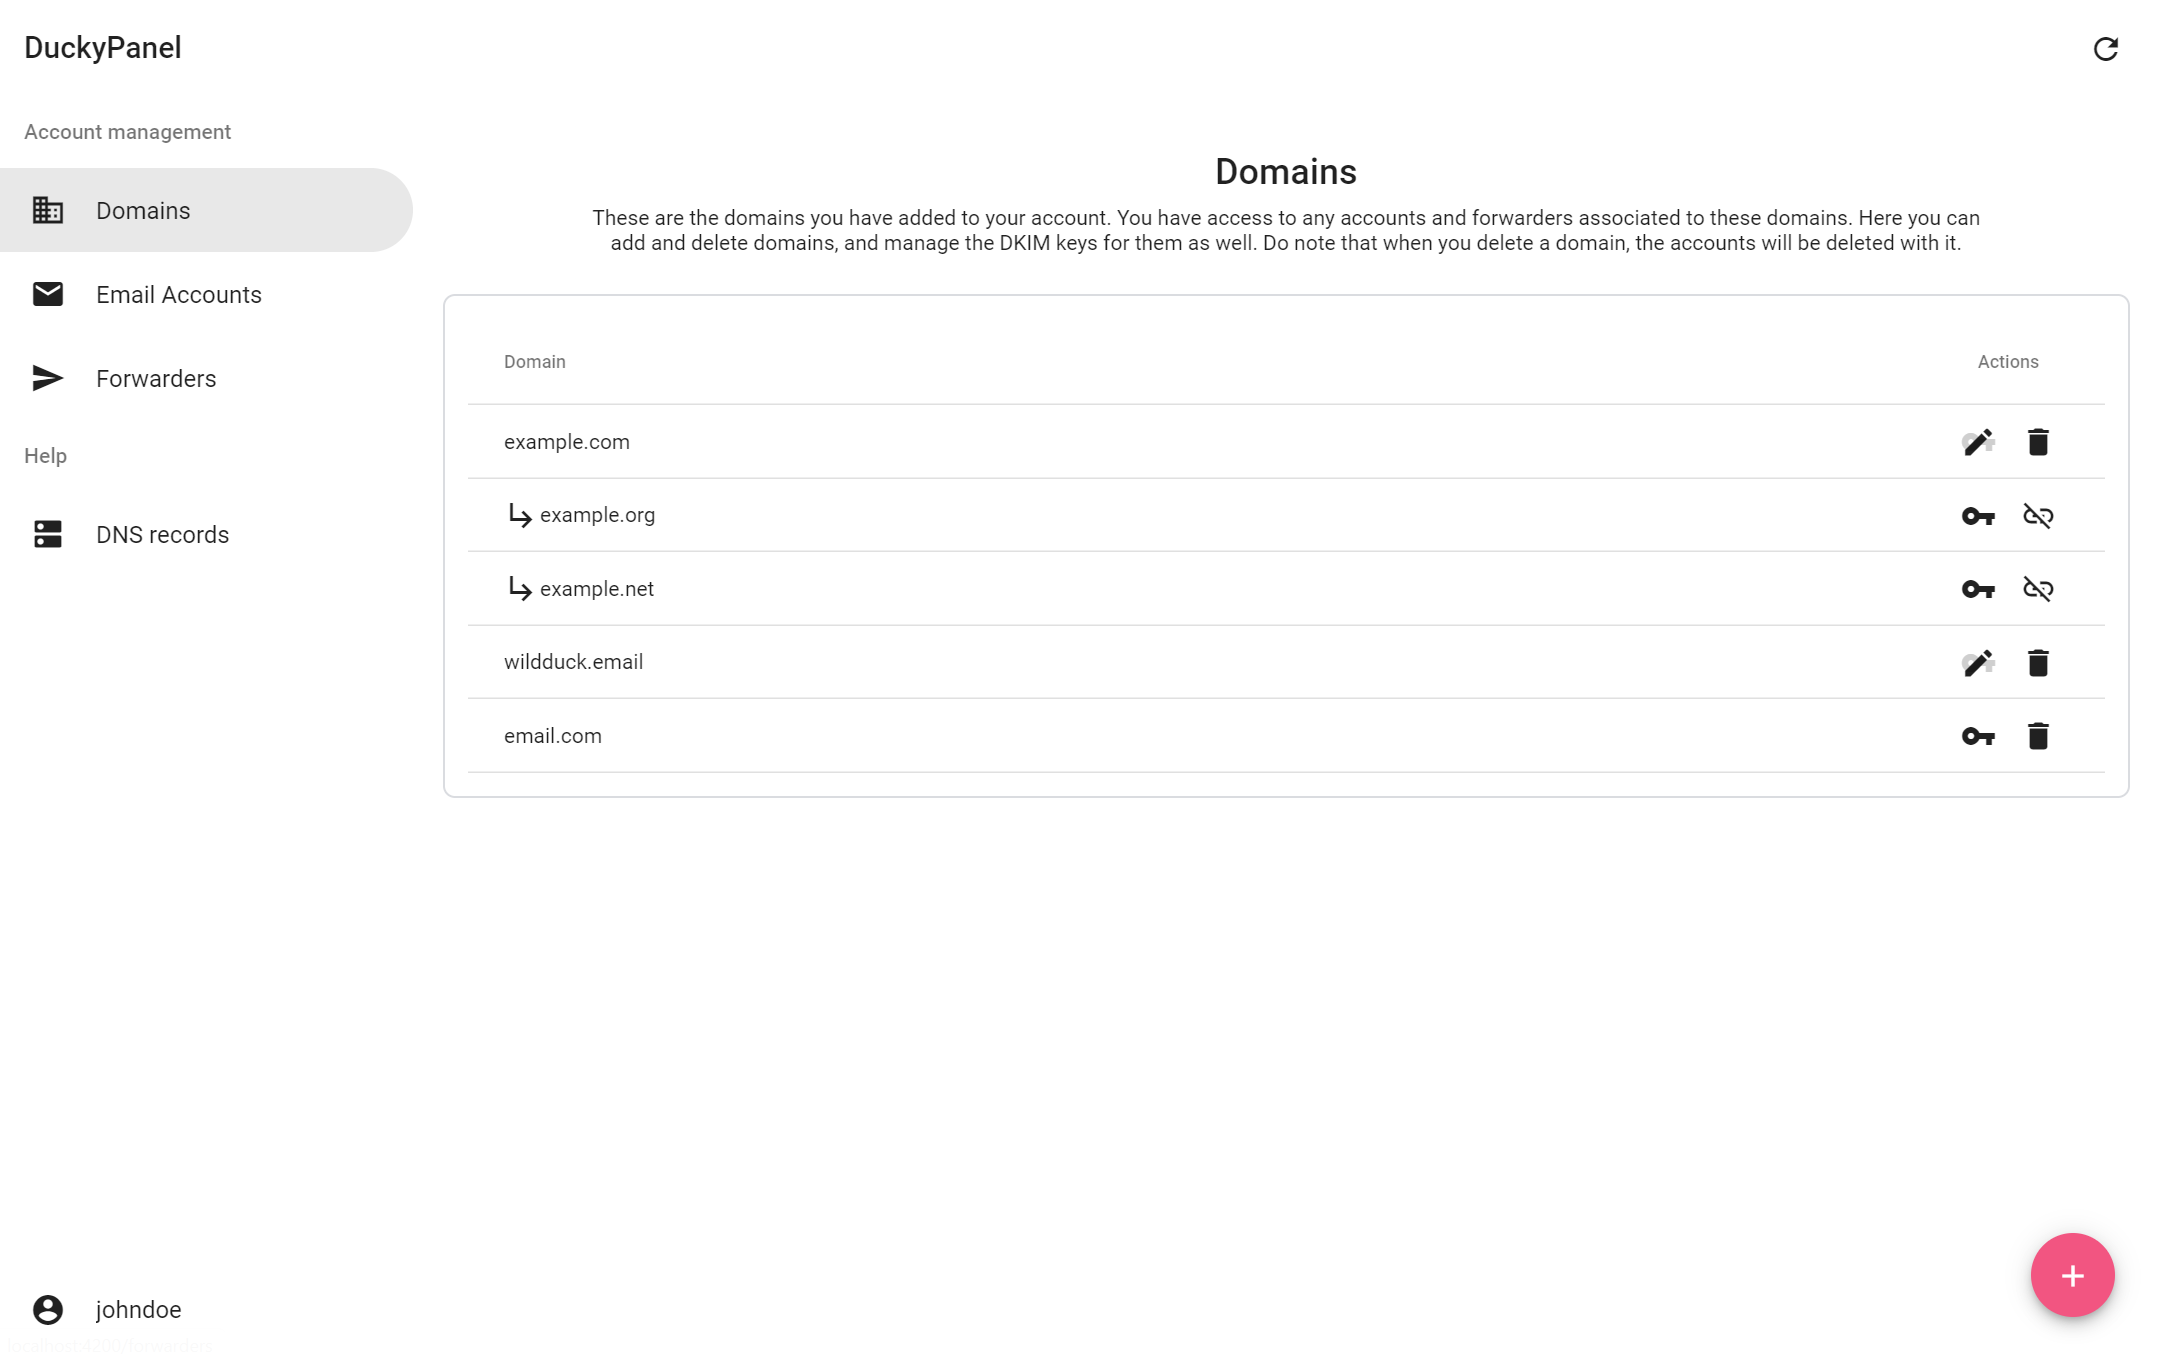 DuckyPanel
Account management
Domains
Email Accounts
Forwarders
Help
DNS records
Domains
These are the domains you have added to your account. You have access to any accounts and forwarders associated to these domains. Here you can
add and delete domains, and manage the DKIM keys for them as well. Do note that when you delete a domain, the accounts will be deleted with it.
Domain Actions
example.com
example.org
example.net
wildduck.email
email.com
johndoe
localhost:4200/forwarders